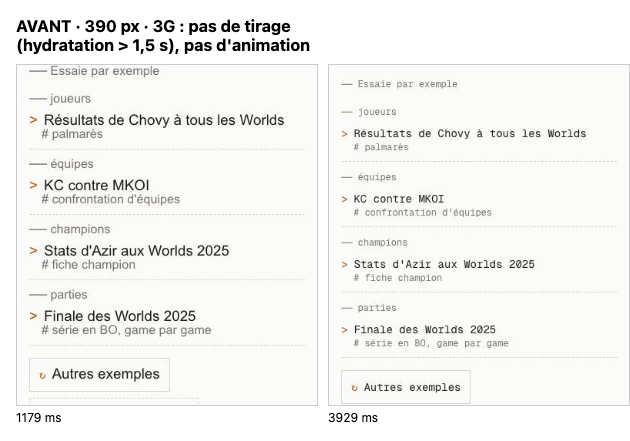 AVANT · 390 px · 3G : pas de tirage
(hydratation > 1,5 s), pas d'animation
— Essaie par exemple
— joueurs
> Résultats de Chovy à tous les Worlds
# palmarès
— équipes
> KC contre MKOI
# confrontation d'équipes
— champions
> Stats d'Azir aux Worlds 2025
# fiche champion
— parties
> Finale des Worlds 2025
# série en BO, game par game
↻ Autres exemples
1179 ms
— Essaie par exemple
— joueurs
> Résultats de Chovy à tous les Worlds
# palmarès
— équipes
> KC contre MKOI
# confrontation d'équipes
— champions
> Stats d'Azir aux Worlds 2025
# fiche champion
— parties
> Finale des Worlds 2025
# série en BO, game par game
↻ Autres exemples
3929 ms